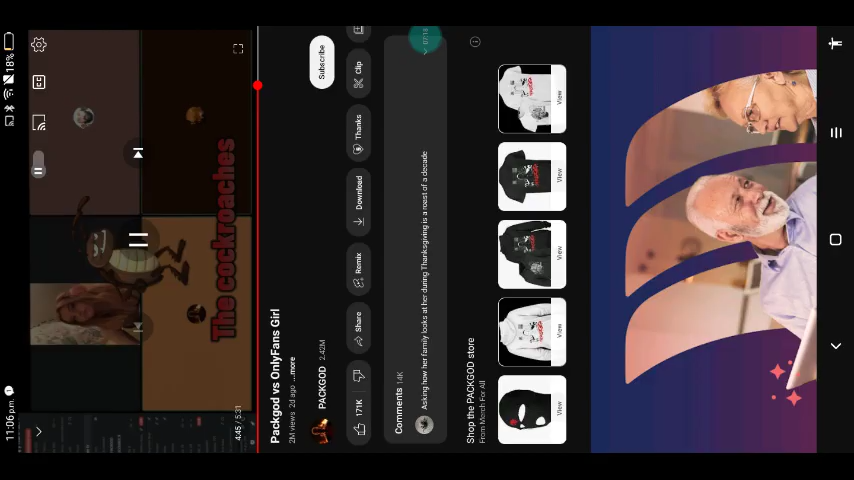 11:06 p.m.
18%
The cockroaches
4:45 / 5:31
Packgod vs OnlyFans Girl
2M views 2d ago ...more
PACKGOD 2.42M
Subscribe
171K
Share
Remix
Download
Thanks
Clip
Comments 14K
Asking how her family looks at her during Thanksgiving is a roast of a decade
Shop the PACKGOD store
From Merch For All
View
View
View
View
View